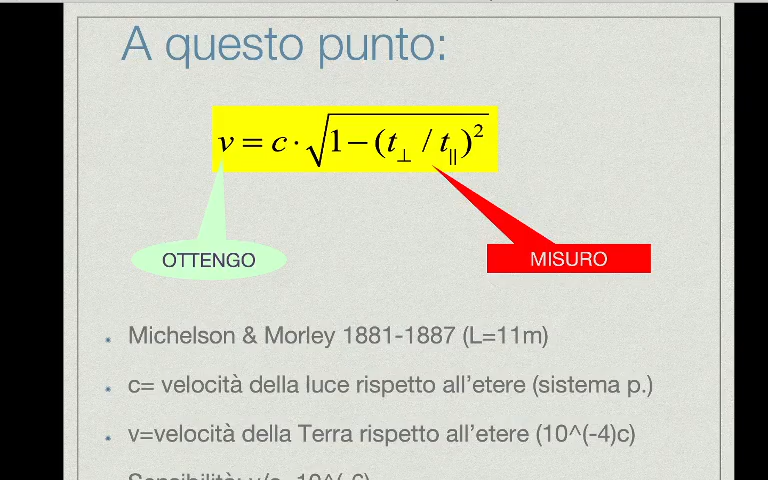 A questo punto:
v = c · √1 − (t⊥ / t||)²
OTTENGO
MISURO
Michelson & Morley 1881-1887 (L=11m)
c= velocità della luce rispetto all'etere (sistema p.)
v=velocità della Terra rispetto all'etere (10^(-4)c)